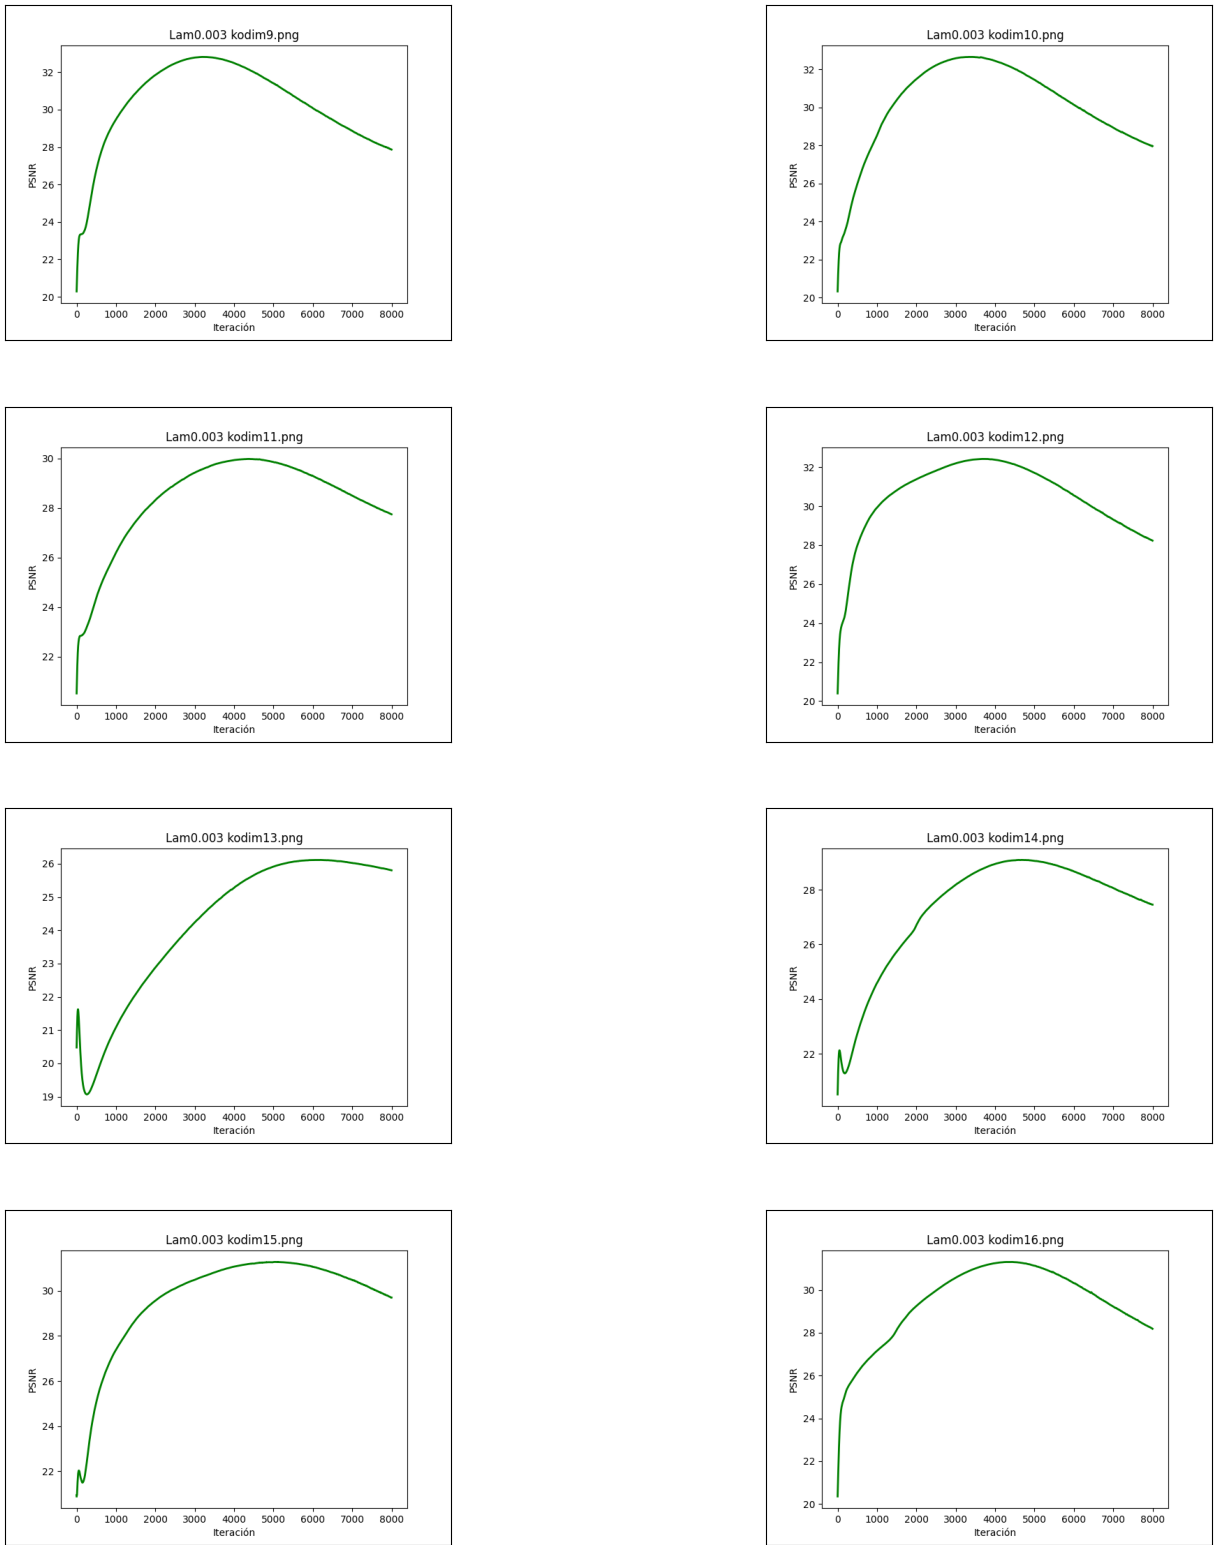 Lam0.003 kodim9.png
32
30
28
26
24
22
20
PSNR
0 1000 2000 3000 4000 5000 6000 7000 8000
Iteración
Lam0.003 kodim10.png
32
30
28
26
24
22
20
PSNR
0 1000 2000 3000 4000 5000 6000 7000 8000
Iteración
Lam0.003 kodim11.png
30
28
26
24
22
PSNR
0 1000 2000 3000 4000 5000 6000 7000 8000
Iteración
Lam0.003 kodim12.png
32
30
28
26
24
22
20
PSNR
0 1000 2000 3000 4000 5000 6000 7000 8000
Iteración
Lam0.003 kodim13.png
26
25
24
23
22
21
20
19
PSNR
0 1000 2000 3000 4000 5000 6000 7000 8000
Iteración
Lam0.003 kodim14.png
28
26
24
22
PSNR
0 1000 2000 3000 4000 5000 6000 7000 8000
Iteración
Lam0.003 kodim15.png
30
28
26
24
22
PSNR
0 1000 2000 3000 4000 5000 6000 7000 8000
Iteración
Lam0.003 kodim16.png
30
28
26
24
22
20
PSNR
0 1000 2000 3000 4000 5000 6000 7000 8000
Iteración